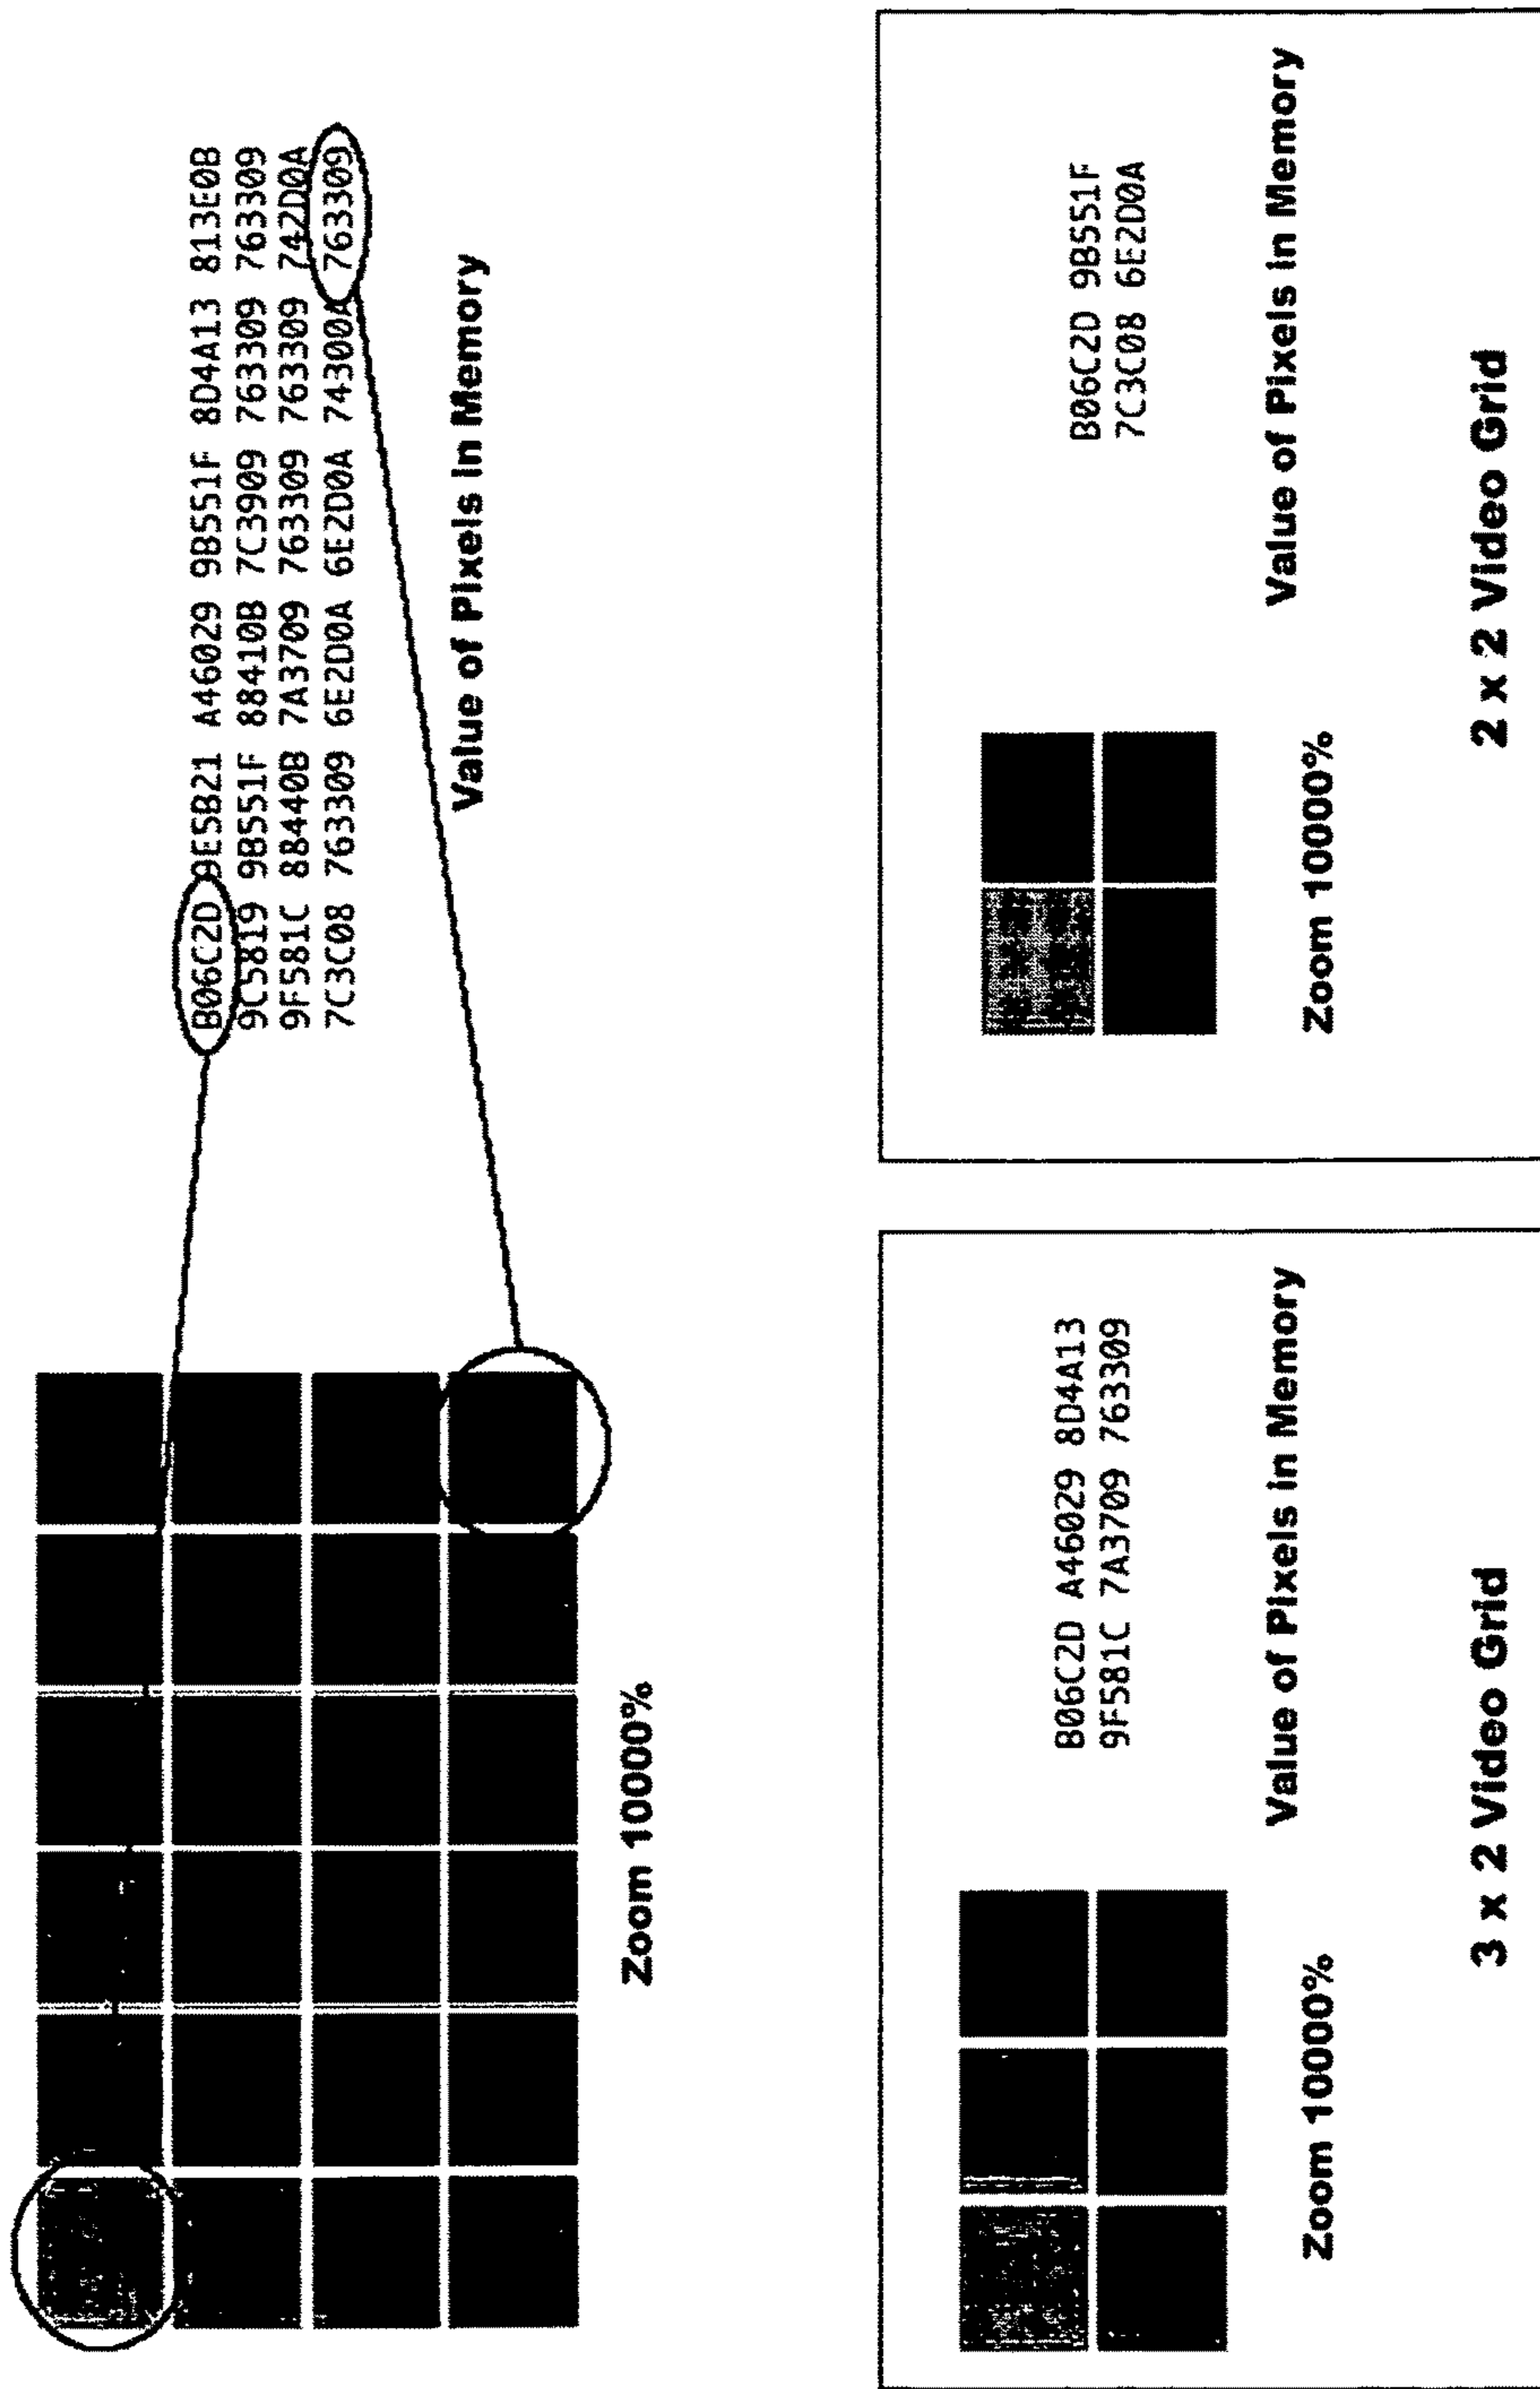 B06C2D 9E5B21 A46029 9B551F 8D4A13 813E0B
9C5819 9B551F 88410B 7C3909 763309 763309
9F581C 88440B 7A3709 763309 763309 742D0A
7C3C08 763309 6E2D0A 6E2D0A 74300A 763309
Zoom 10000%
Value of Pixels in Memory
B06C2D A46029 8D4A13
9F581C 7A3709 763309
Zoom 10000%
Value of Pixels in Memory
3 x 2 Video Grid
B06C2D 9B551F
7C3C08 6E2D0A
Zoom 10000%
Value of Pixels in Memory
2 x 2 Video Grid